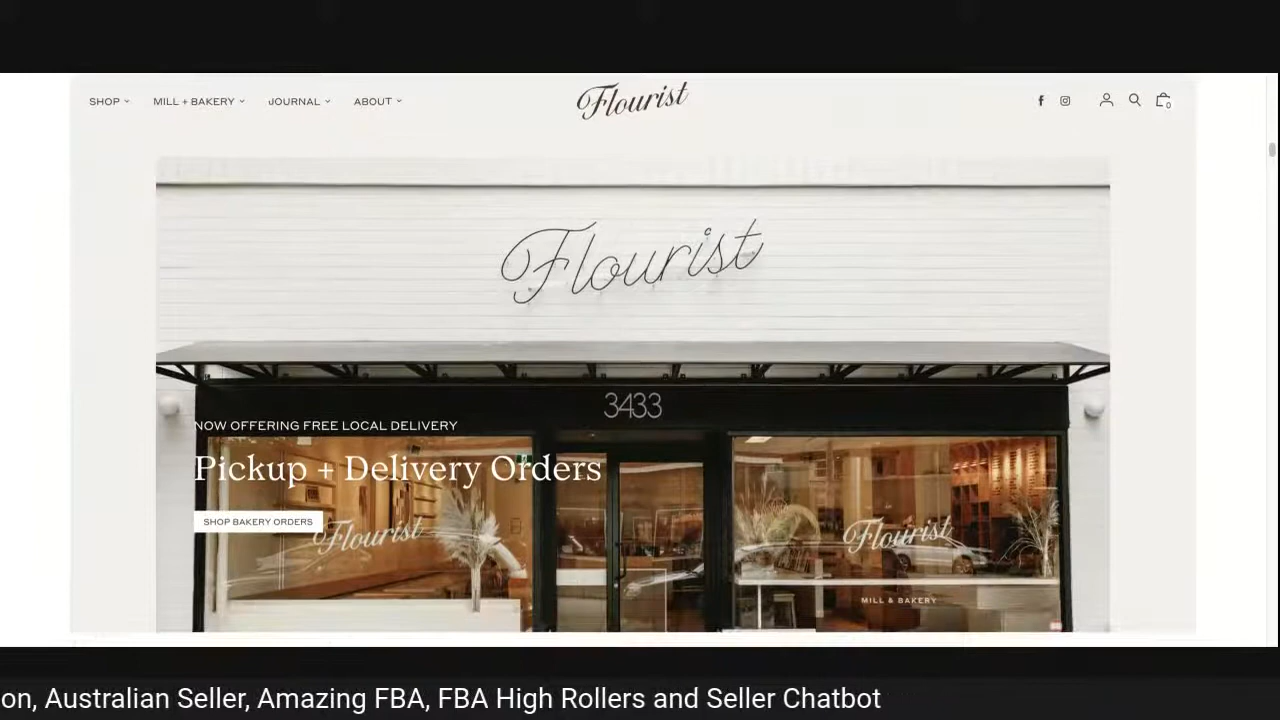 SHOP MILL + BAKERY JOURNAL ABOUT
Flourist
0
Flourist
3433
NOW OFFERING FREE LOCAL DELIVERY
Pickup + Delivery Orders
SHOP BAKERY ORDERS
Flourist
Flourist
MILL & BAKERY
on, Australian Seller, Amazing FBA, FBA High Rollers and Seller Chatbot